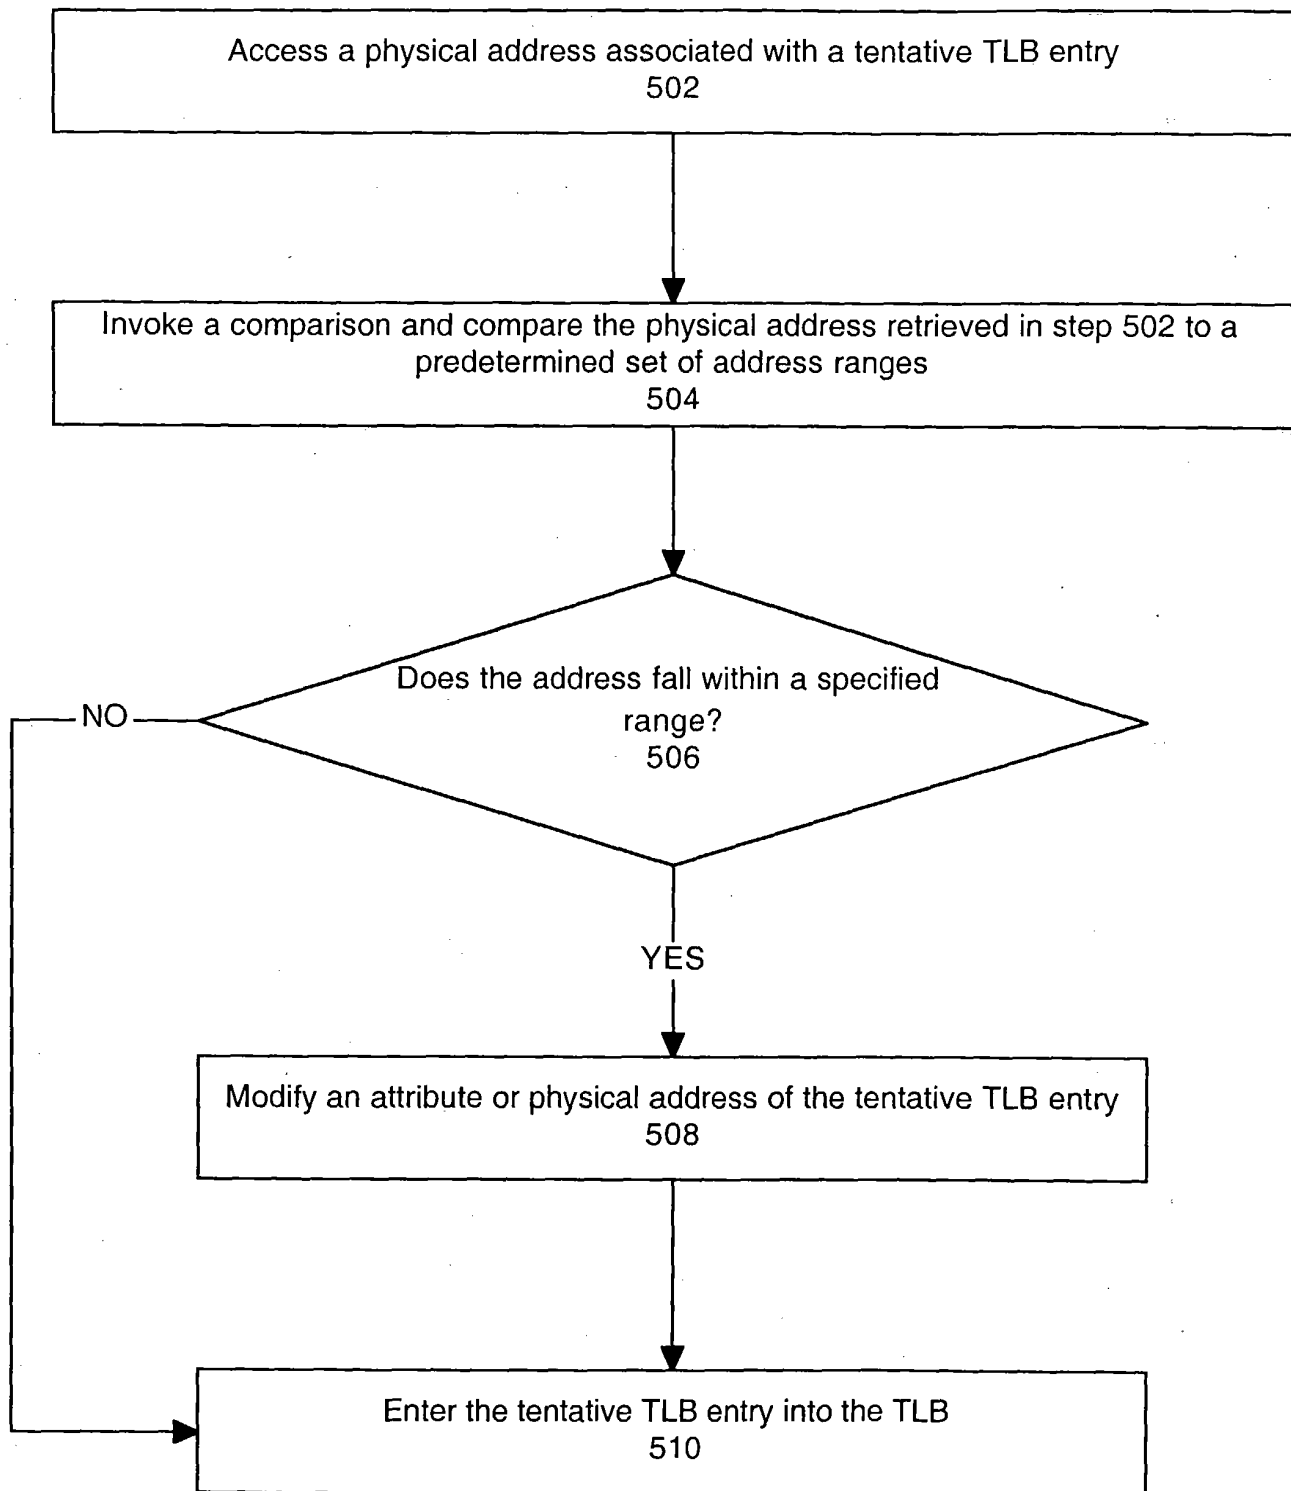 Access a physical address associated with a tentative TLB entry
502
Invoke a comparison and compare the physical address retrieved in step 502 to a
predetermined set of address ranges
504
Does the address fall within a specified
range?
506
NO
YES
Modify an attribute or physical address of the tentative TLB entry
508
Enter the tentative TLB entry into the TLB
510